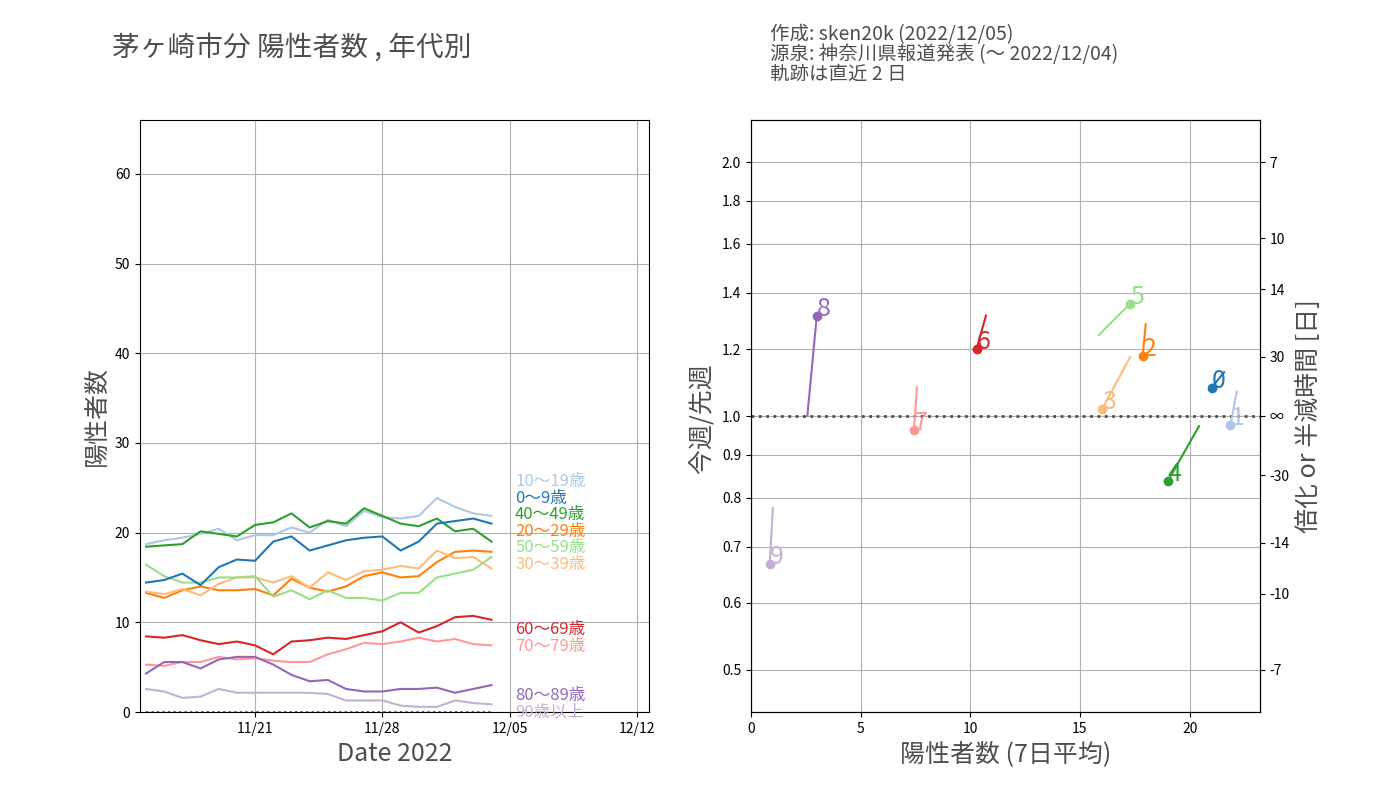 茅ヶ崎市分 陽性者数 , 年代別
作成: sken20k (2022/12/05)
源泉: 神奈川県報道発表 (～ 2022/12/04)
軌跡は直近 2 日
陽性者数
60
50
40
30
20
10
0
10～19歳
0～9歳
40～49歳
20～29歳
50～59歳
30～39歳
60～69歳
70～79歳
80～89歳
90歳以上
11/21
11/28
12/05
12/12
Date 2022
今週/先週
2.0
1.8
1.6
1.4
1.2
1.0
0.9
0.8
0.7
0.6
0.5
8
5
6
2
0
3
7
1
4
9
7
10
14
30
∞
-30
-14
-10
-7
倍化 or 半減時間 [日]
0
5
10
15
20
陽性者数 (7日平均)